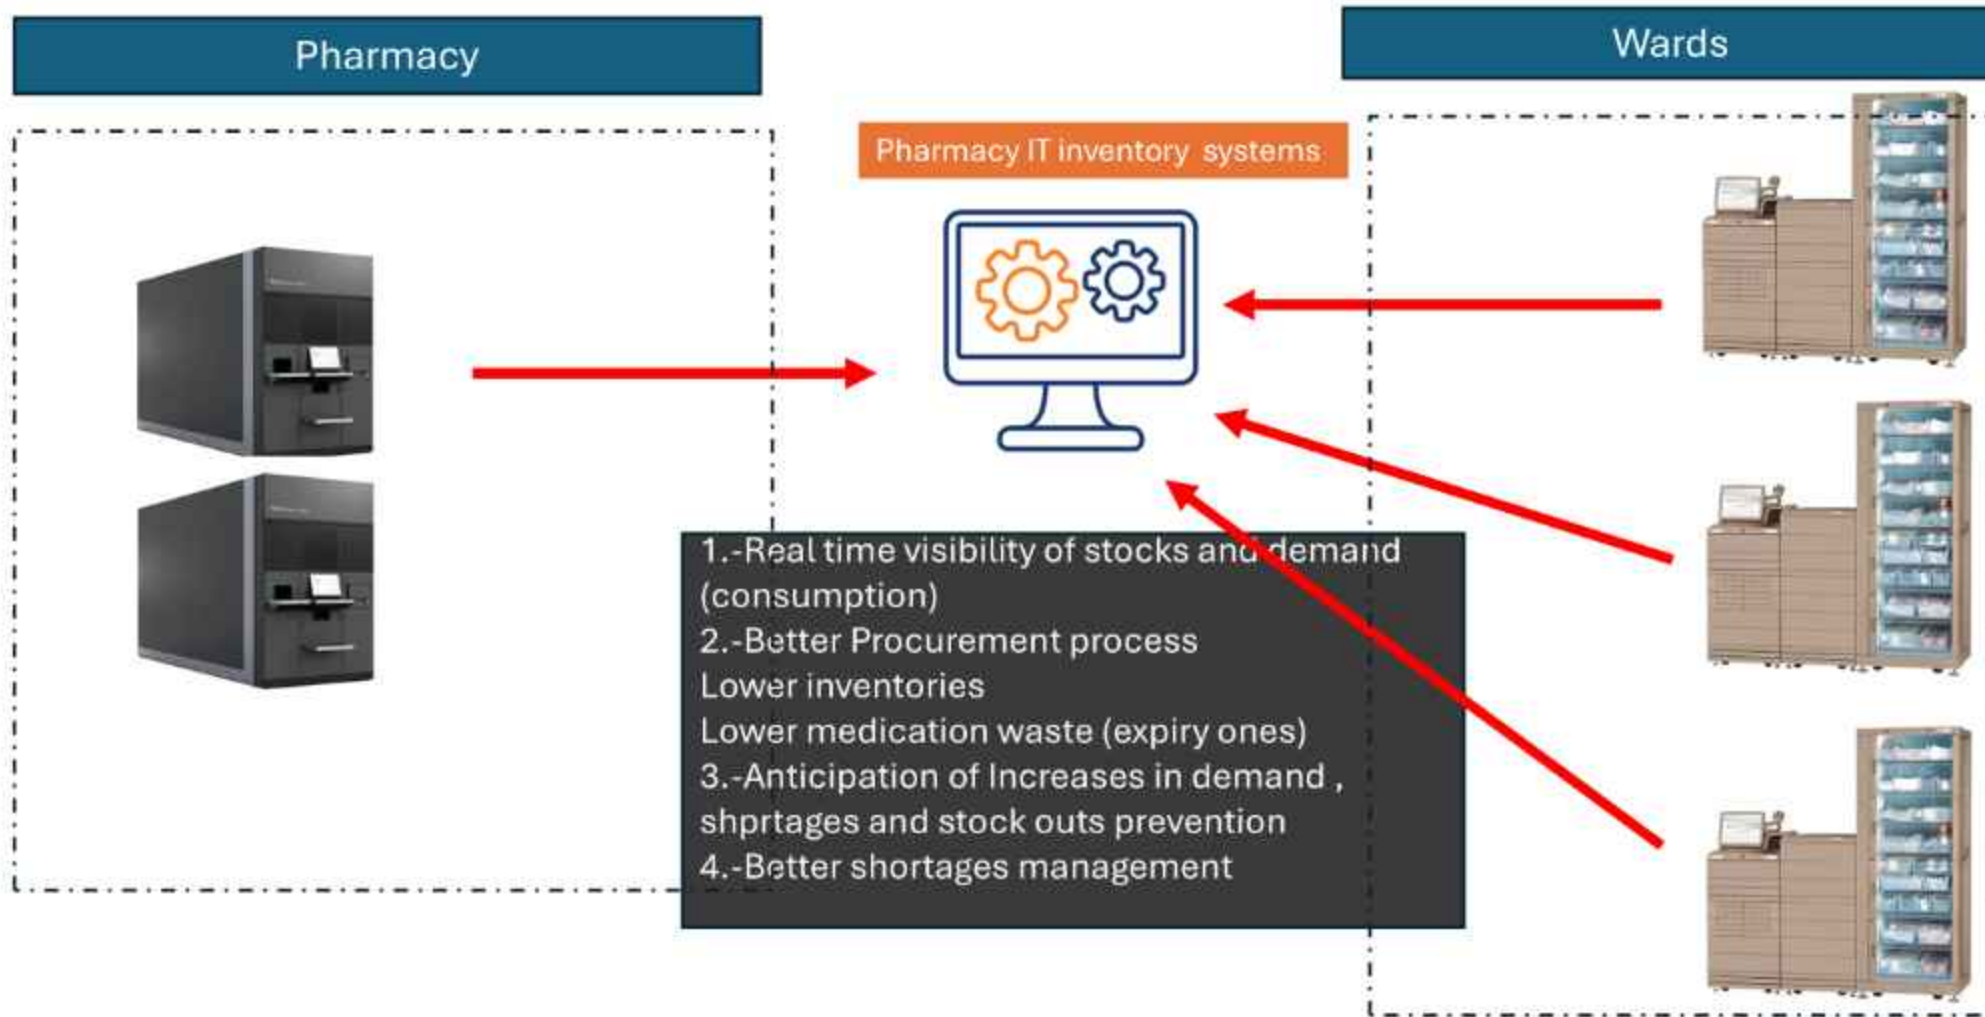 Pharmacy
Wards
Pharmacy IT inventory systems
1.-Real time visibility of stocks and demand
(consumption)
2.-Better Procurement process
Lower inventories
Lower medication waste (expiry ones)
3.-Anticipation of Increases in demand ,
shprtages and stock outs prevention
4.-Better shortages management